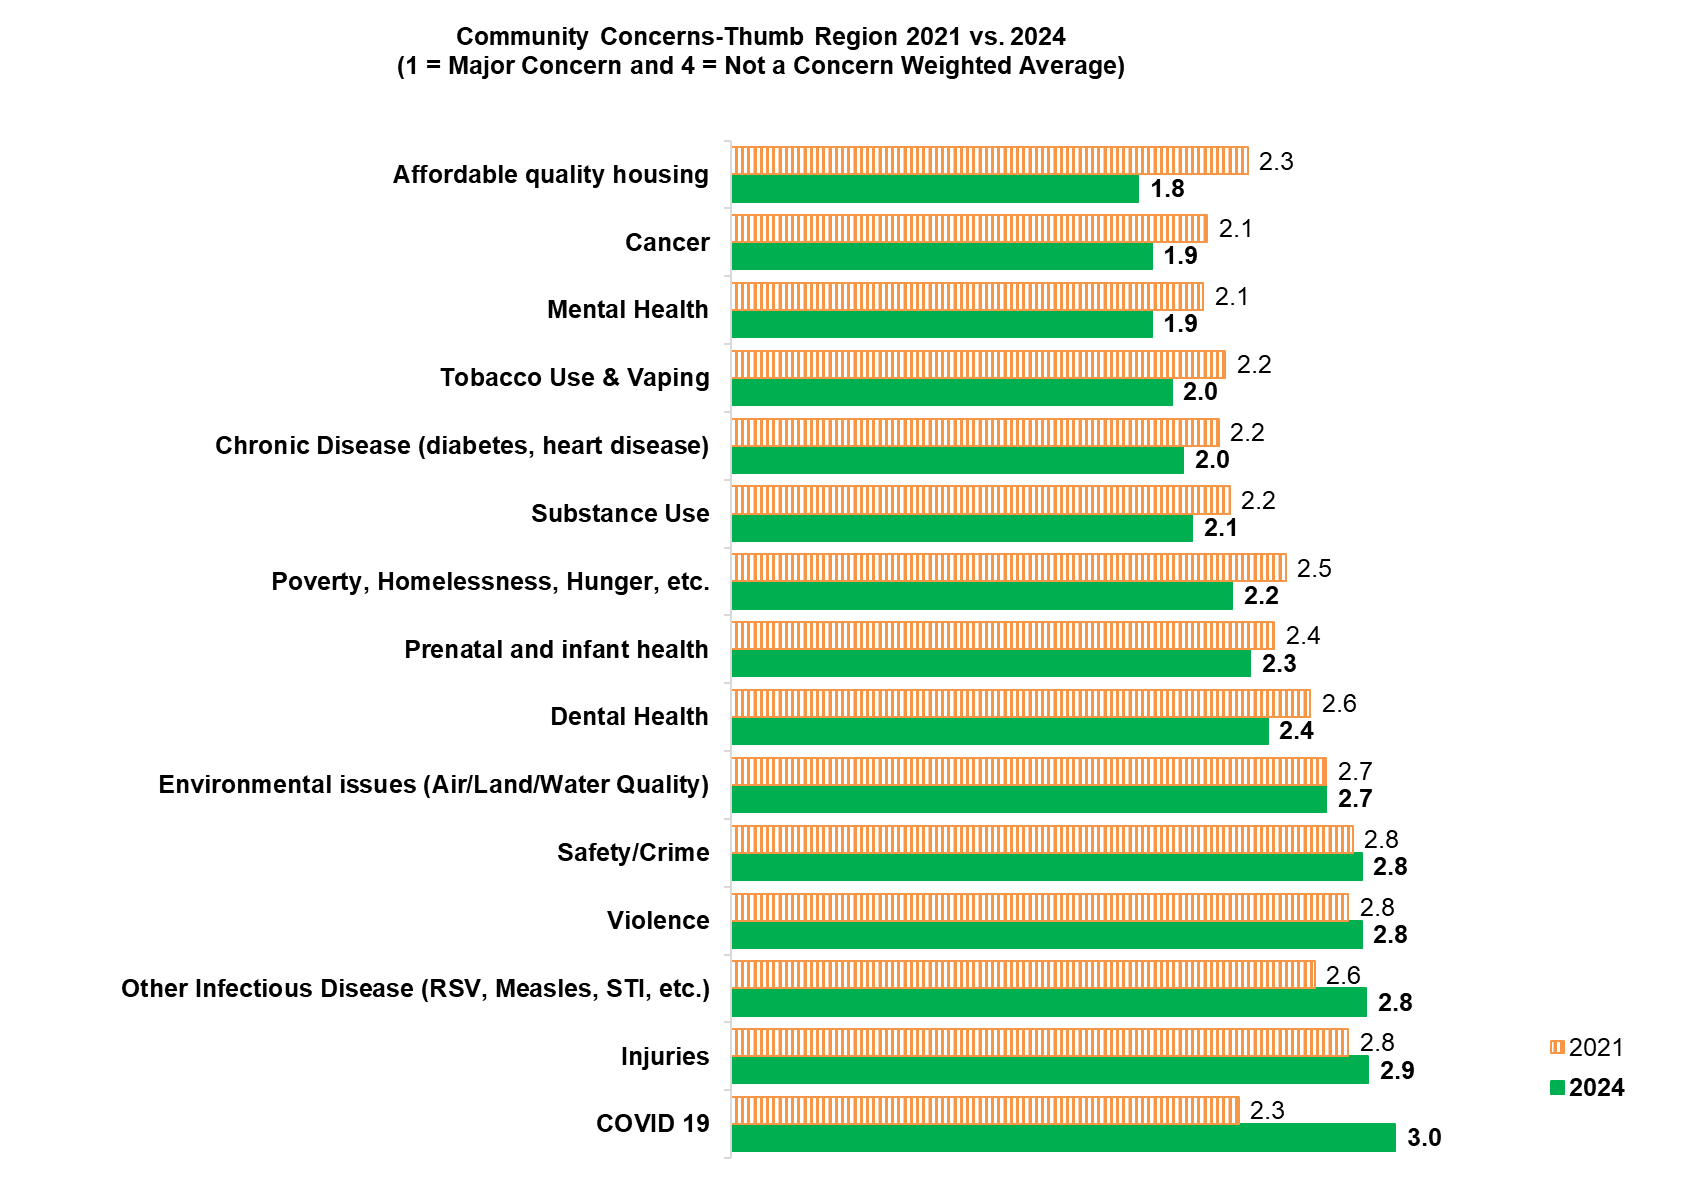 Community Concerns-Thumb Region 2021 vs. 2024
(1 = Major Concern and 4 = Not a Concern Weighted Average)
Affordable quality housing
2.3
1.8
Cancer
2.1
1.9
Mental Health
2.1
1.9
Tobacco Use & Vaping
2.2
2.0
Chronic Disease (diabetes, heart disease)
2.2
2.0
Substance Use
2.2
2.1
Poverty, Homelessness, Hunger, etc.
2.5
2.2
Prenatal and infant health
2.4
2.3
Dental Health
2.6
2.4
Environmental issues (Air/Land/Water Quality)
2.7
2.7
Safety/Crime
2.8
2.8
Violence
2.8
2.8
Other Infectious Disease (RSV, Measles, STI, etc.)
2.6
2.8
Injuries
2.8
2.9
COVID 19
2.3
3.0
2021
2024